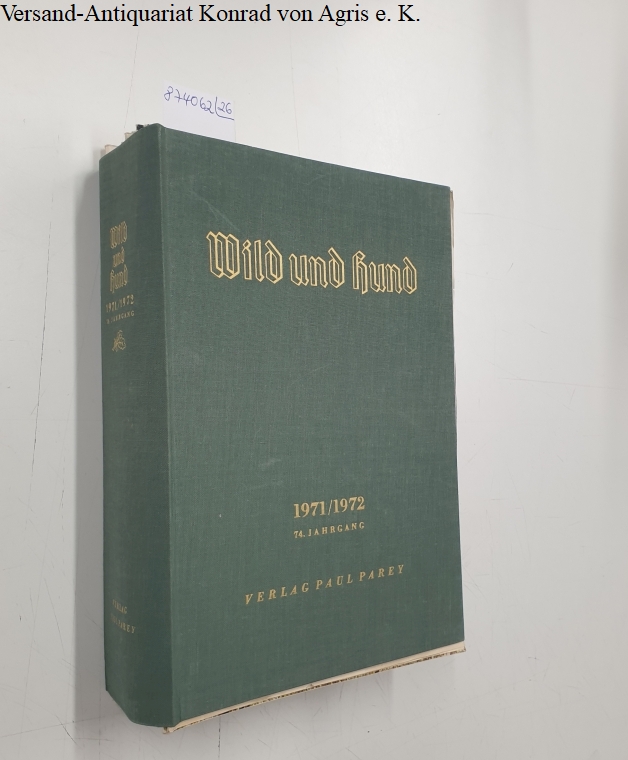 Versand-Antiquariat Konrad von Agris e. K.
874062/26
Wild und Hund
1971/1972
74. JAHRGANG
VERLAG PAUL PAREY
Wild
und
Hund
1971/1972
JAHRGANG
VERLAG
PAREY